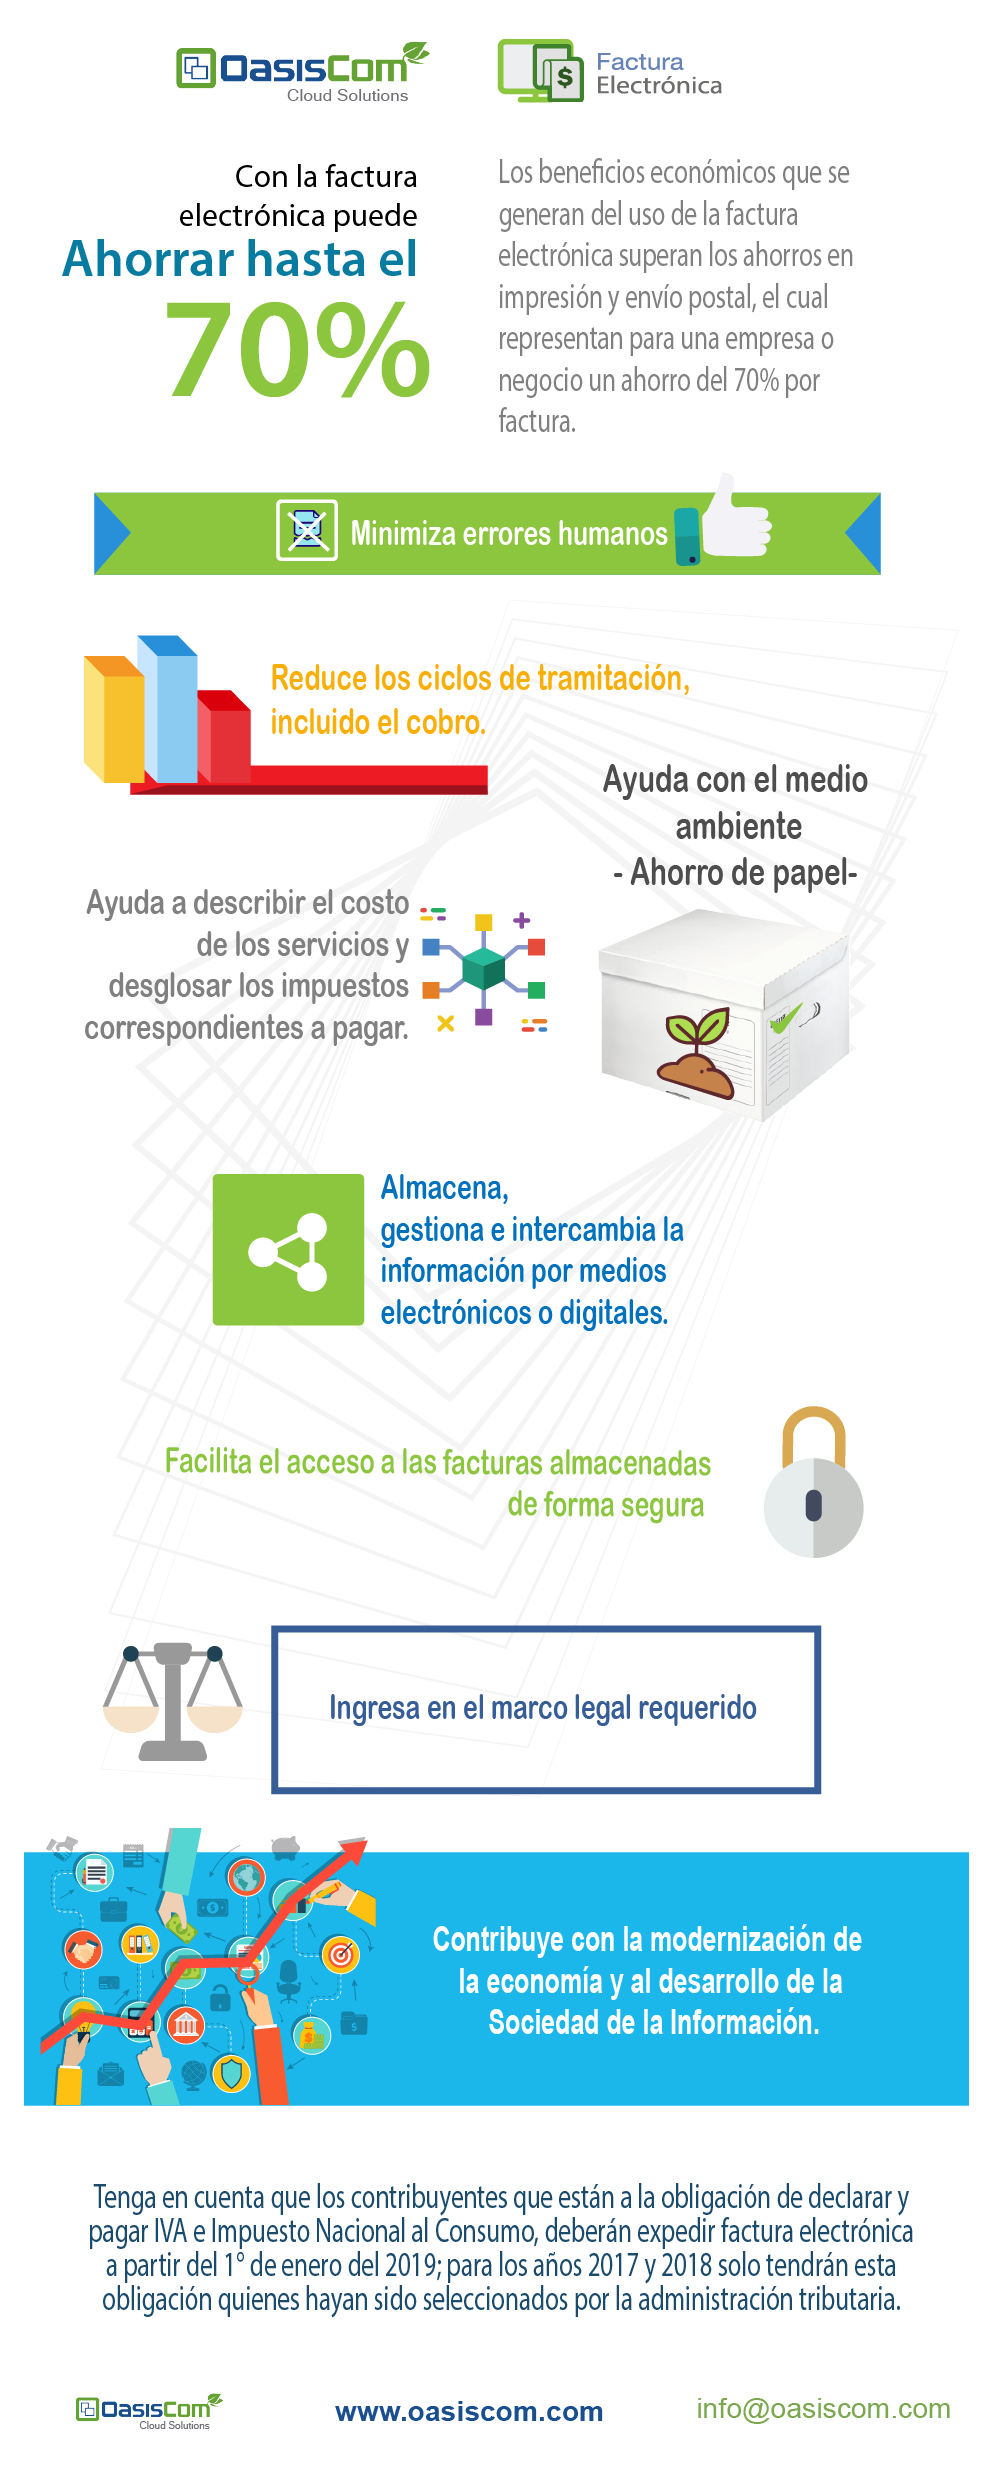 OasisCom
Cloud Solutions
Factura
Electrónica
Con la factura
electrónica puede
Ahorrar hasta el
70%
Los beneficios económicos que se
generan del uso de la factura
electrónica superan los ahorros en
impresión y envío postal, el cual
representan para una empresa o
negocio un ahorro del 70% por
factura.
Minimiza errores humanos
Reduce los ciclos de tramitación,
incluido el cobro.
Ayuda con el medio
ambiente
- Ahorro de papel-
Ayuda a describir el costo
de los servicios y
desglosar los impuestos
correspondientes a pagar.
Almacena,
gestiona e intercambia la
información por medios
electrónicos o digitales.
Facilita el acceso a las facturas almacenadas
de forma segura
Ingresa en el marco legal requerido
Contribuye con la modernización de
la economía y al desarrollo de la
Sociedad de la Información.
Tenga en cuenta que los contribuyentes que están a la obligación de declarar y
pagar IVA e Impuesto Nacional al Consumo, deberán expedir factura electrónica
a partir del 1° de enero del 2019; para los años 2017 y 2018 solo tendrán esta
obligación quienes hayan sido seleccionados por la administración tributaria.
OasisCom
Cloud Solutions
www.oasiscom.com
info@oasiscom.com